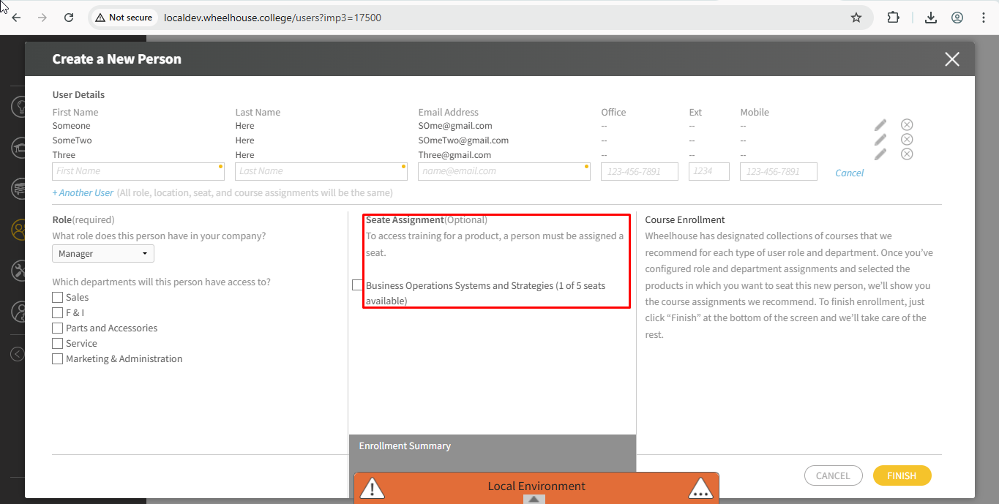 Not secure localdev.wheelhouse.college/users?imp3=17500
Create a New Person
User Details
First Name Last Name Email Address Office Ext Mobile
Someone Here SOme@gmail.com -- -- --
SomeTwo Here SOmeTwo@gmail.com -- -- --
Three Here Three@gmail.com -- -- --
First Name Last Name name@email.com 123-456-7891 1234 123-456-7891 Cancel
+ Another User (All role, location, seat, and course assignments will be the same)
Role(required)
What role does this person have in your company?
Manager
Which departments will this person have access to?
Sales
F & I
Parts and Accessories
Service
Marketing & Administration
Seate Assignment(Optional)
To access training for a product, a person must be assigned a
seat.
Business Operations Systems and Strategies (1 of 5 seats
available)
Course Enrollment
Wheelhouse has designated collections of courses that we
recommend for each type of user role and department. Once you’ve
configured role and department assignments and selected the
products in which you want to seat this new person, we’ll show you
the course assignments we recommend. To finish enrollment, just
click “Finish” at the bottom of the screen and we’ll take care of the
rest.
Enrollment Summary
CANCEL FINISH
Local Environment